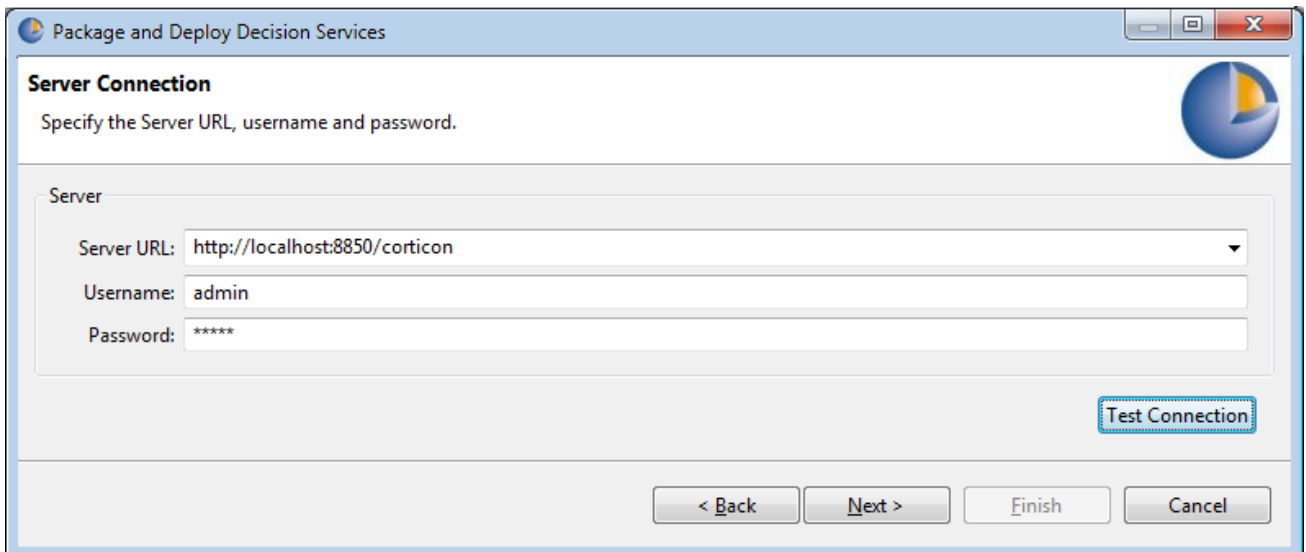 Package and Deploy Decision Services
Server Connection
Specify the Server URL, username and password.
Server
Server URL: http://localhost:8850/corticon
Username: admin
Password: *****
Test Connection
< Back Next > Finish Cancel